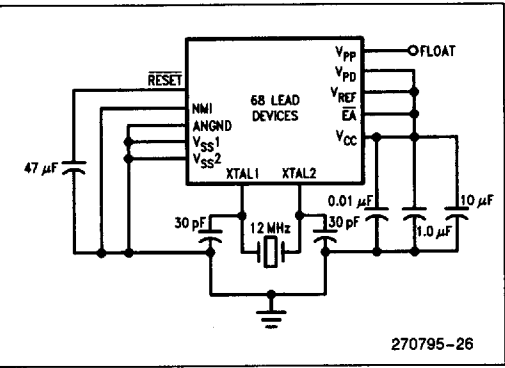 V_PP
FLOAT
RESET
V_PD
V_REF
NMI
68 LEAD
DEVICES
ANGND
EA
V_SS1
V_SS2
V_CC
47 μF
XTAL1
XTAL2
0.01 μF
10 μF
30 pF
12 MHz
30 pF
1.0 μF
270795-26